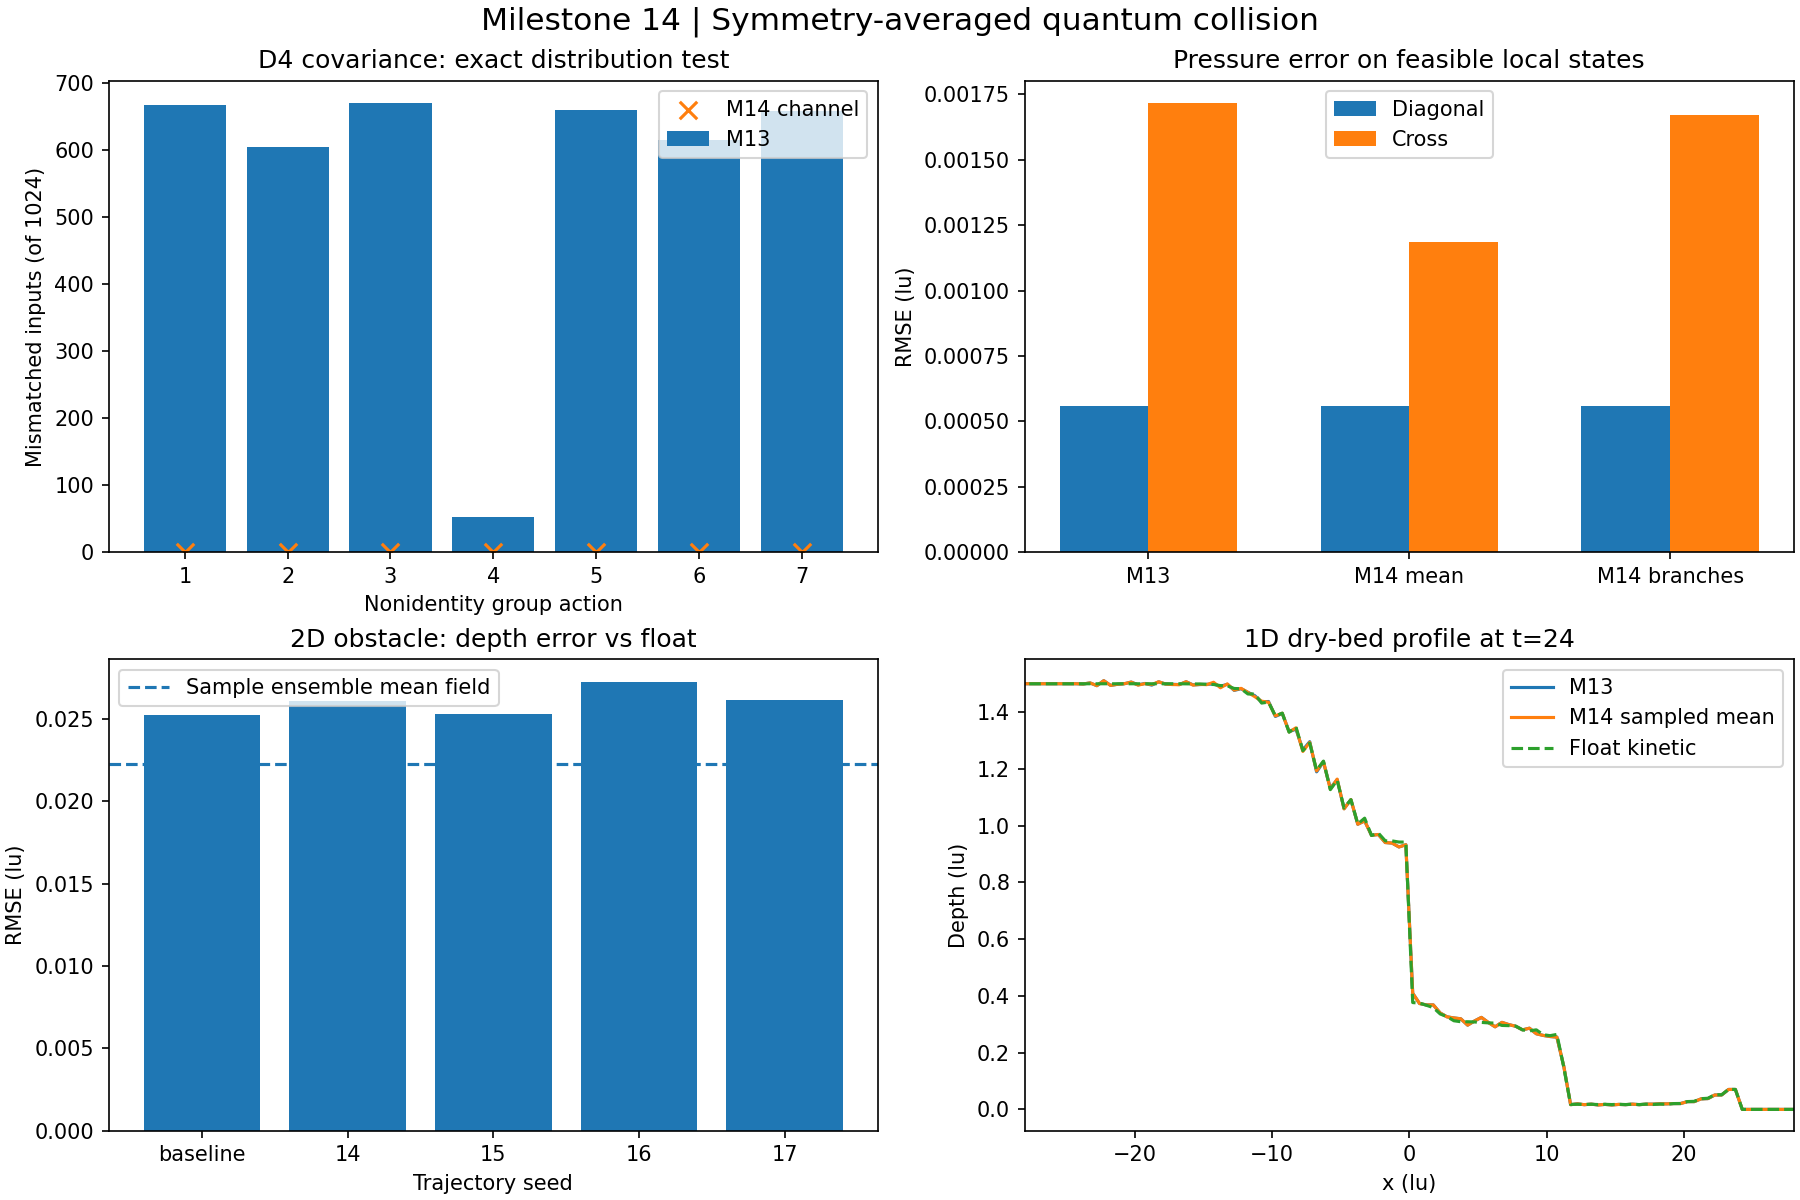 Milestone 14 | Symmetry-averaged quantum collision
D4 covariance: exact distribution test
Mismatched inputs (of 1024)
700
600
500
400
300
200
100
0
M14 channel
M13
1 2 3 4 5 6 7
Nonidentity group action
Pressure error on feasible local states
RMSE (lu)
0.00175
0.00150
0.00125
0.00100
0.00075
0.00050
0.00025
0.00000
Diagonal
Cross
M13 M14 mean M14 branches
2D obstacle: depth error vs float
RMSE (lu)
0.025
0.020
0.015
0.010
0.005
0.000
Sample ensemble mean field
baseline 14 15 16 17
Trajectory seed
1D dry-bed profile at t=24
Depth (lu)
1.4
1.2
1.0
0.8
0.6
0.4
0.2
0.0
M13
M14 sampled mean
Float kinetic
−20 −10 0 10 20
x (lu)